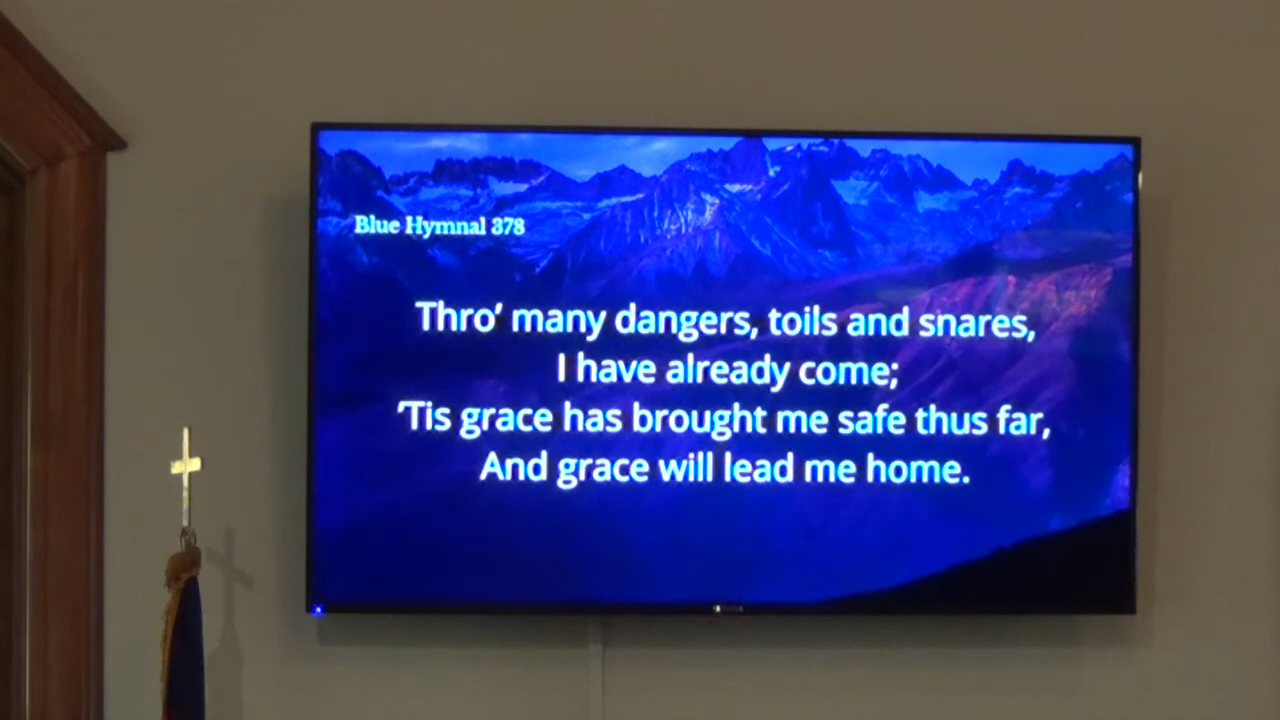 Blue Hymnal 378
Thro’ many dangers, toils and snares,
I have already come;
’Tis grace has brought me safe thus far,
And grace will lead me home.